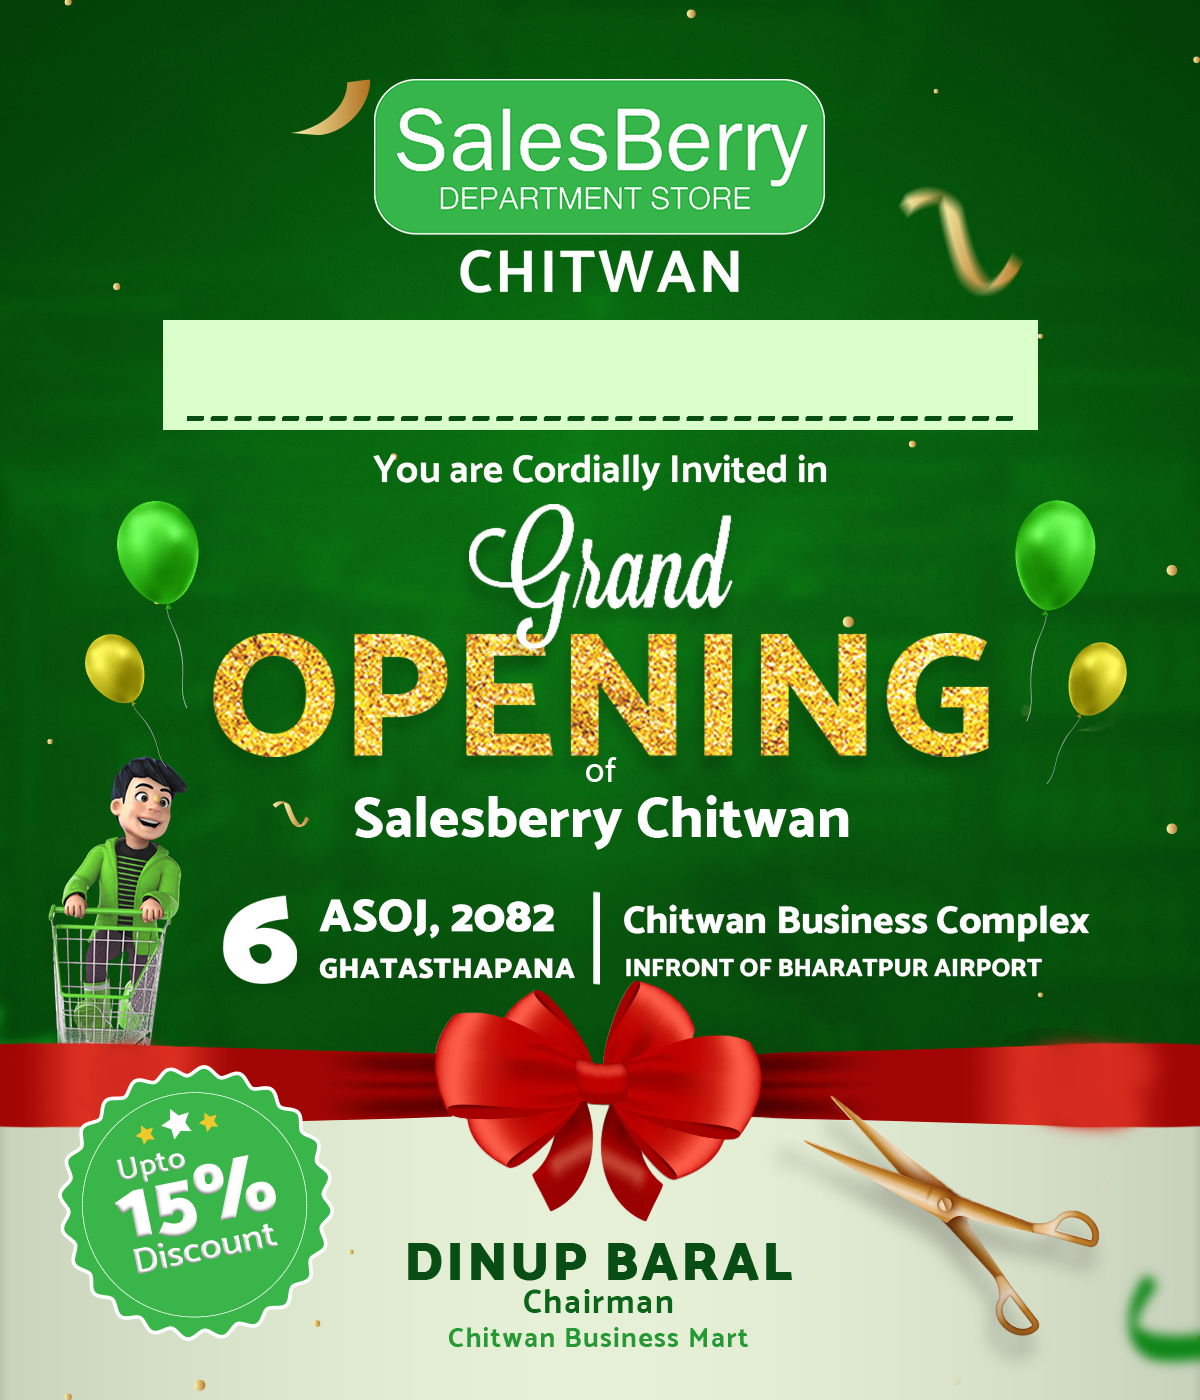 SalesBerry
DEPARTMENT STORE
CHITWAN
You are Cordially Invited in
Grand
OPENING
of
Salesberry Chitwan
6 ASOJ, 2082
GHATASTHAPANA
Chitwan Business Complex
INFRONT OF BHARATPUR AIRPORT
Upto
15%
Discount
DINUP BARAL
Chairman
Chitwan Business Mart